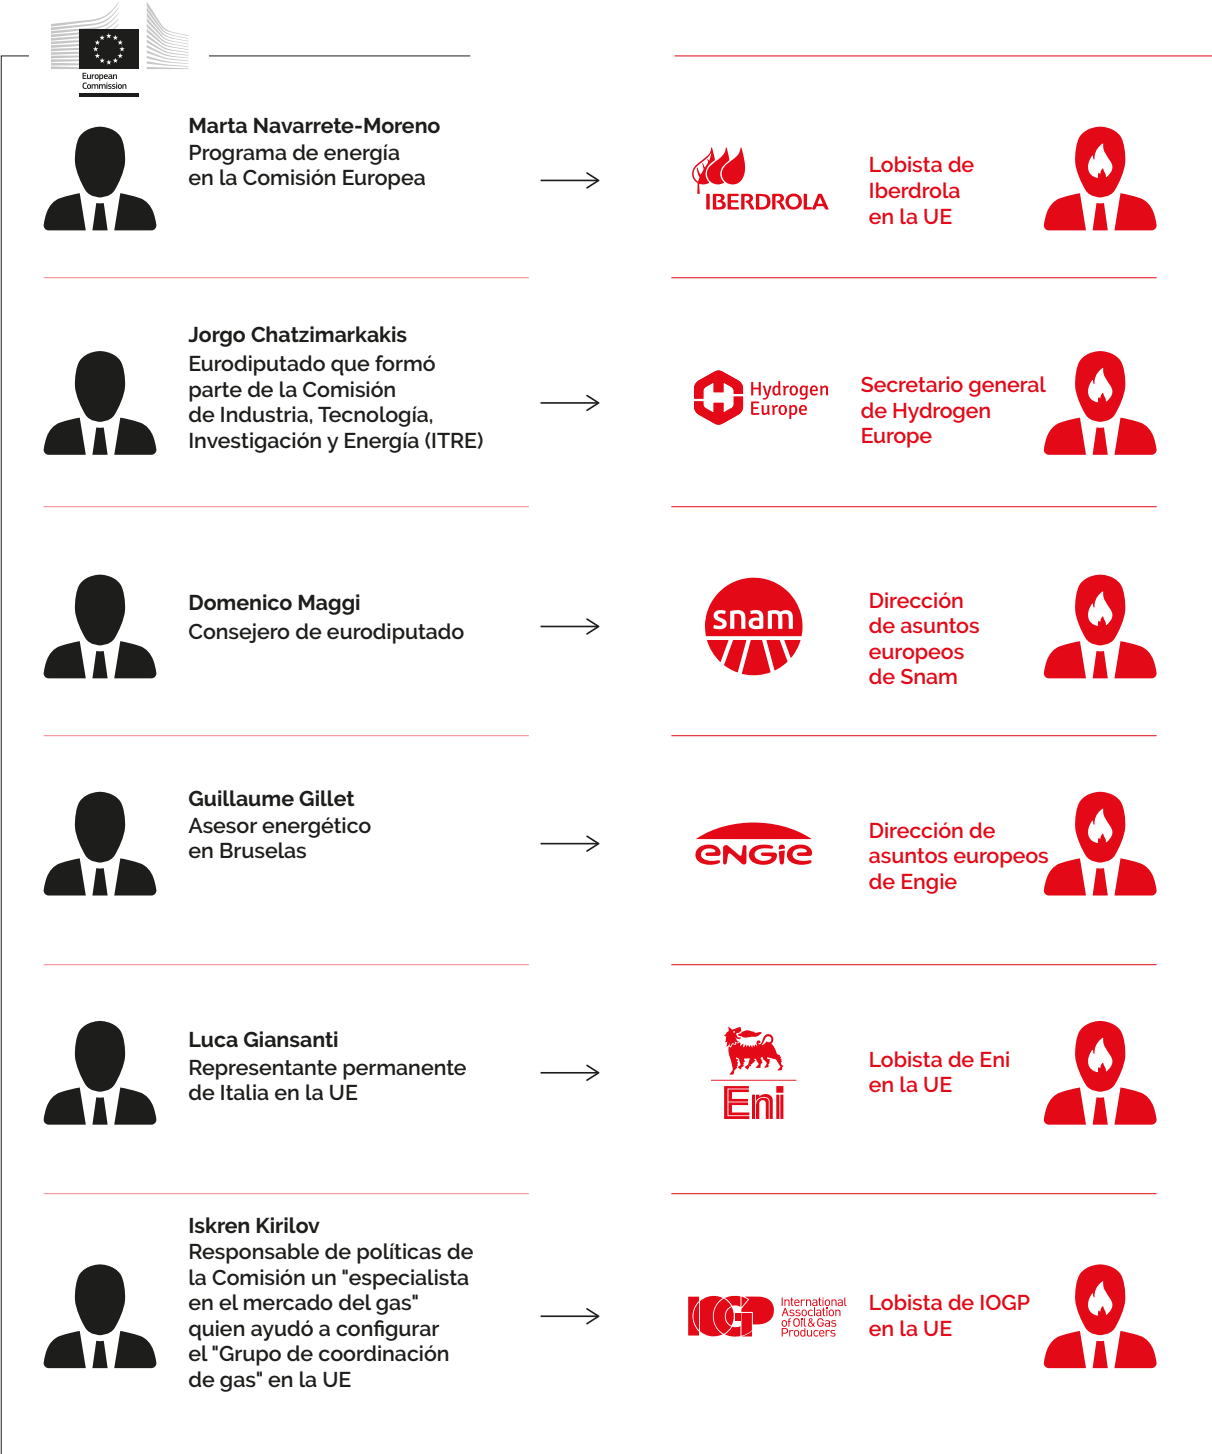 European
Commission
Marta Navarrete-Moreno
Programa de energía
en la Comisión Europea
IBERDROLA
Lobista de
Iberdrola
en la UE
Jorgo Chatzimarkakis
Eurodiputado que formó
parte de la Comisión
de Industria, Tecnología,
Investigación y Energía (ITRE)
Hydrogen
Europe
Secretario general
de Hydrogen
Europe
Domenico Maggi
Consejero de eurodiputado
snam
Dirección
de asuntos
europeos
de Snam
Guillaume Gillet
Asesor energético
en Bruselas
ENGIE
Dirección de
asuntos europeos
de Engie
Luca Giansanti
Representante permanente
de Italia en la UE
Eni
Lobista de Eni
en la UE
Iskren Kirilov
Responsable de políticas de
la Comisión un "especialista
en el mercado del gas"
quien ayudó a configurar
el "Grupo de coordinación
de gas" en la UE
IOGP
International
Association
of Oil & Gas
Producers
Lobista de IOGP
en la UE